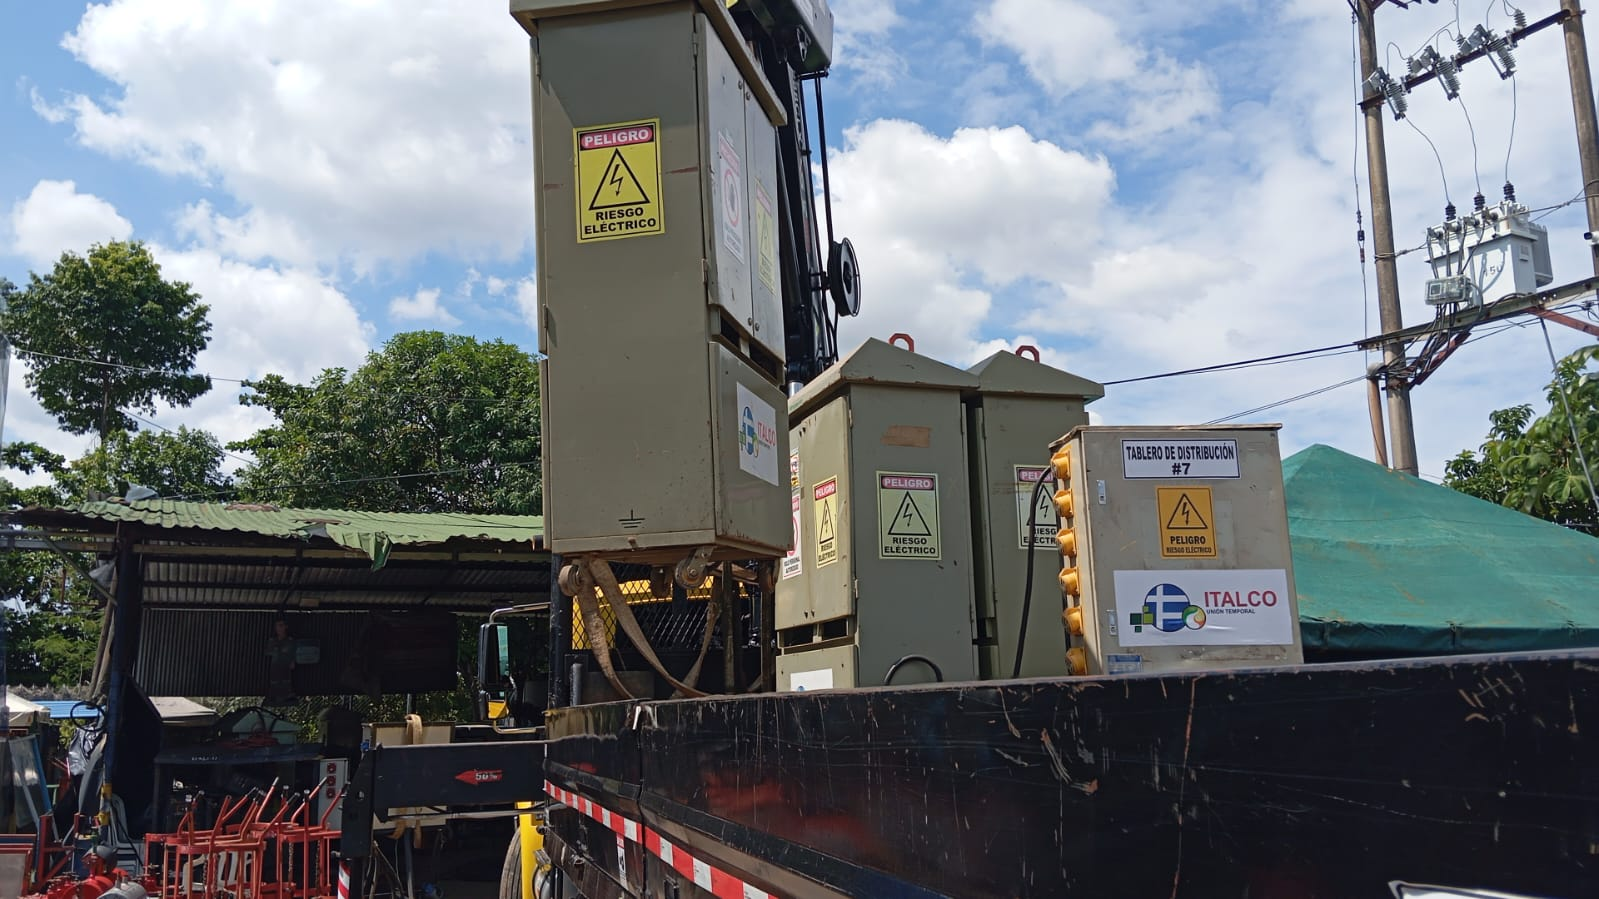 PELIGRO
RIESGO
ELÉCTRICO
ITALCO
PELIGRO
PELIGRO
RIESGO
ELÉCTRICO
PELIGRO
RIESGO
ELÉCTRICO
TABLERO DE DISTRIBUCIÓN
#7
PELIGRO
RIESGO ELÉCTRICO
ITALCO
UNIÓN TEMPORAL
150